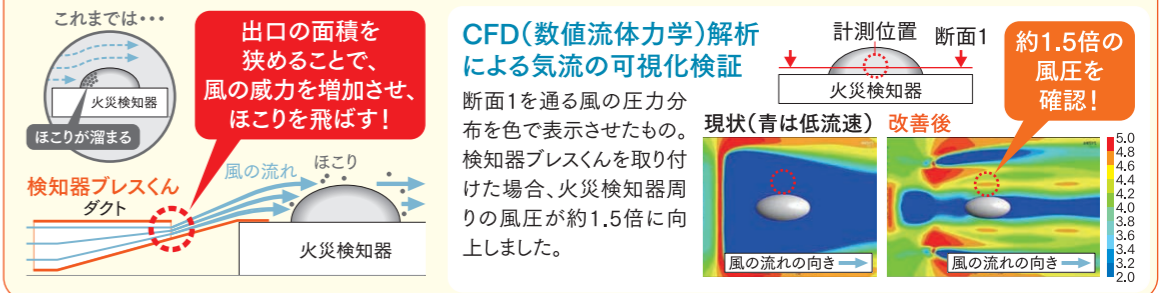 これまでは・・・
火災検知器
ほこりが溜まる
出口の面積を
狭めることで、
風の威力を増加させ、
ほこりを飛ばす！
検知器ブレスくん
ダクト
風の流れ
ほこり
火災検知器
CFD（数値流体力学）解析
による気流の可視化検証
断面1を通る風の圧力分
布を色で表示させたもの。
検知器ブレスくんを取り付
けた場合、火災検知器周
りの風圧が約1.5倍に向
上しました。
計測位置
断面1
火災検知器
約1.5倍の
風圧を
確認！
現状（青は低流速）
改善後
風の流れの向き
風の流れの向き
5.0
4.8
4.6
4.4
4.2
4.0
3.8
3.6
3.4
3.2
2.0